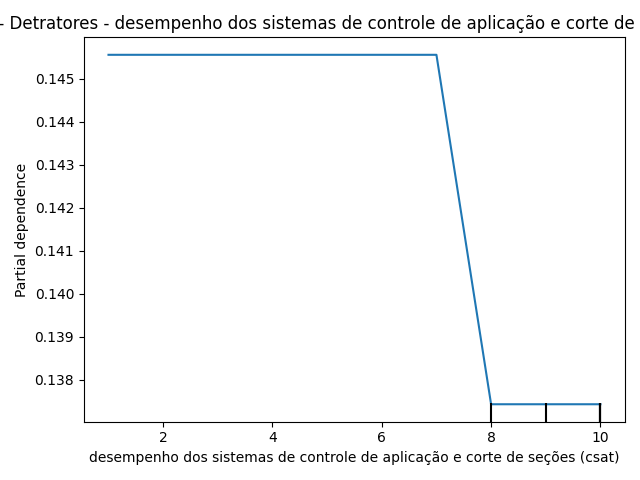 - Detratores - desempenho dos sistemas de controle de aplicação e corte de
0.145
0.144
0.143
0.142
0.141
0.140
0.139
0.138
Partial dependence
2 4 6 8 10
desempenho dos sistemas de controle de aplicação e corte de seções (csat)